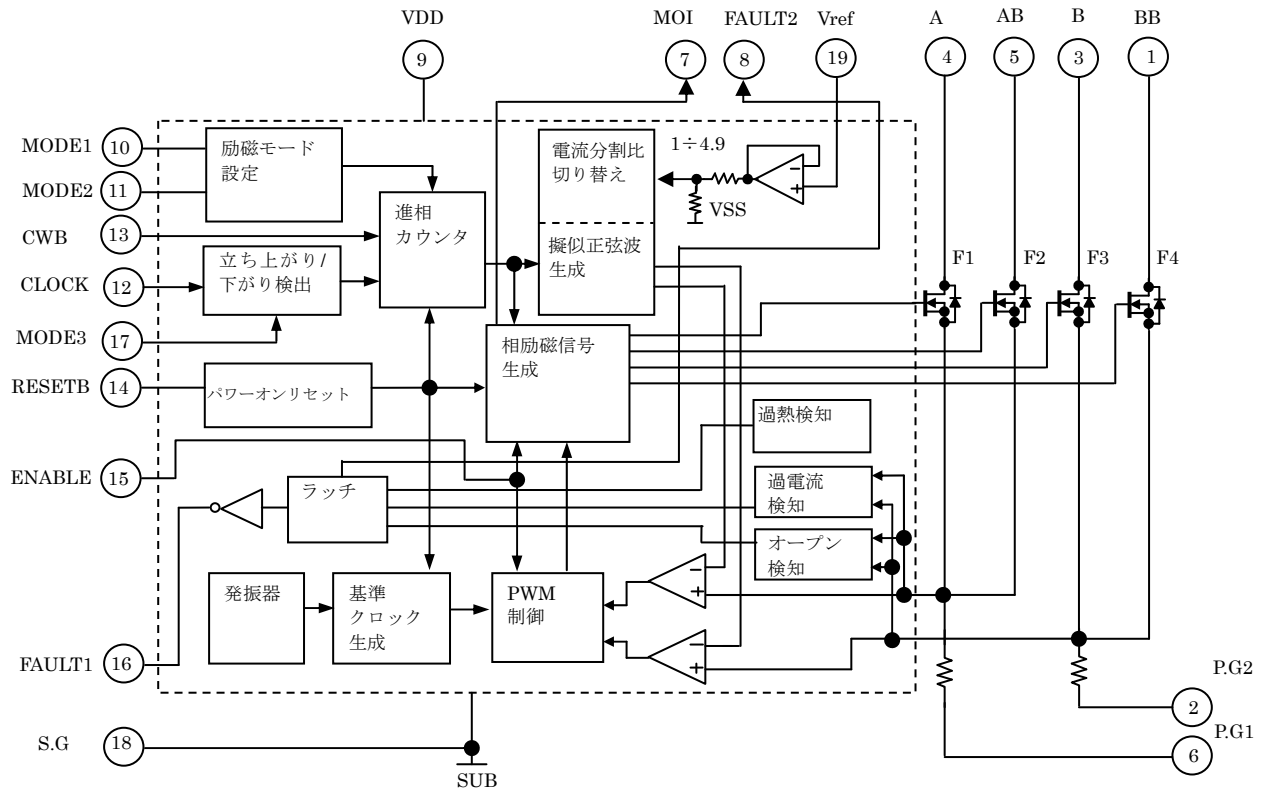 VDD
MOI
FAULT2
Vref
A
AB
B
BB
9
7
8
19
4
5
3
1
MODE1
10
励磁モード
設定
電流分割比
切り替え
1÷4.9
−
+
VSS
MODE2
11
進相
カウンタ
CWB
13
擬似正弦波
生成
立ち上がり/
下がり検出
CLOCK
12
F1
F2
F3
F4
MODE3
17
相励磁信号
生成
RESETB
14
パワーオンリセット
過熱検知
ENABLE
15
ラッチ
過電流
検知
オープン
検知
発振器
基準
クロック
生成
PWM
制御
−
+
−
+
FAULT1
16
P.G2
2
P.G1
6
S.G
18
SUB